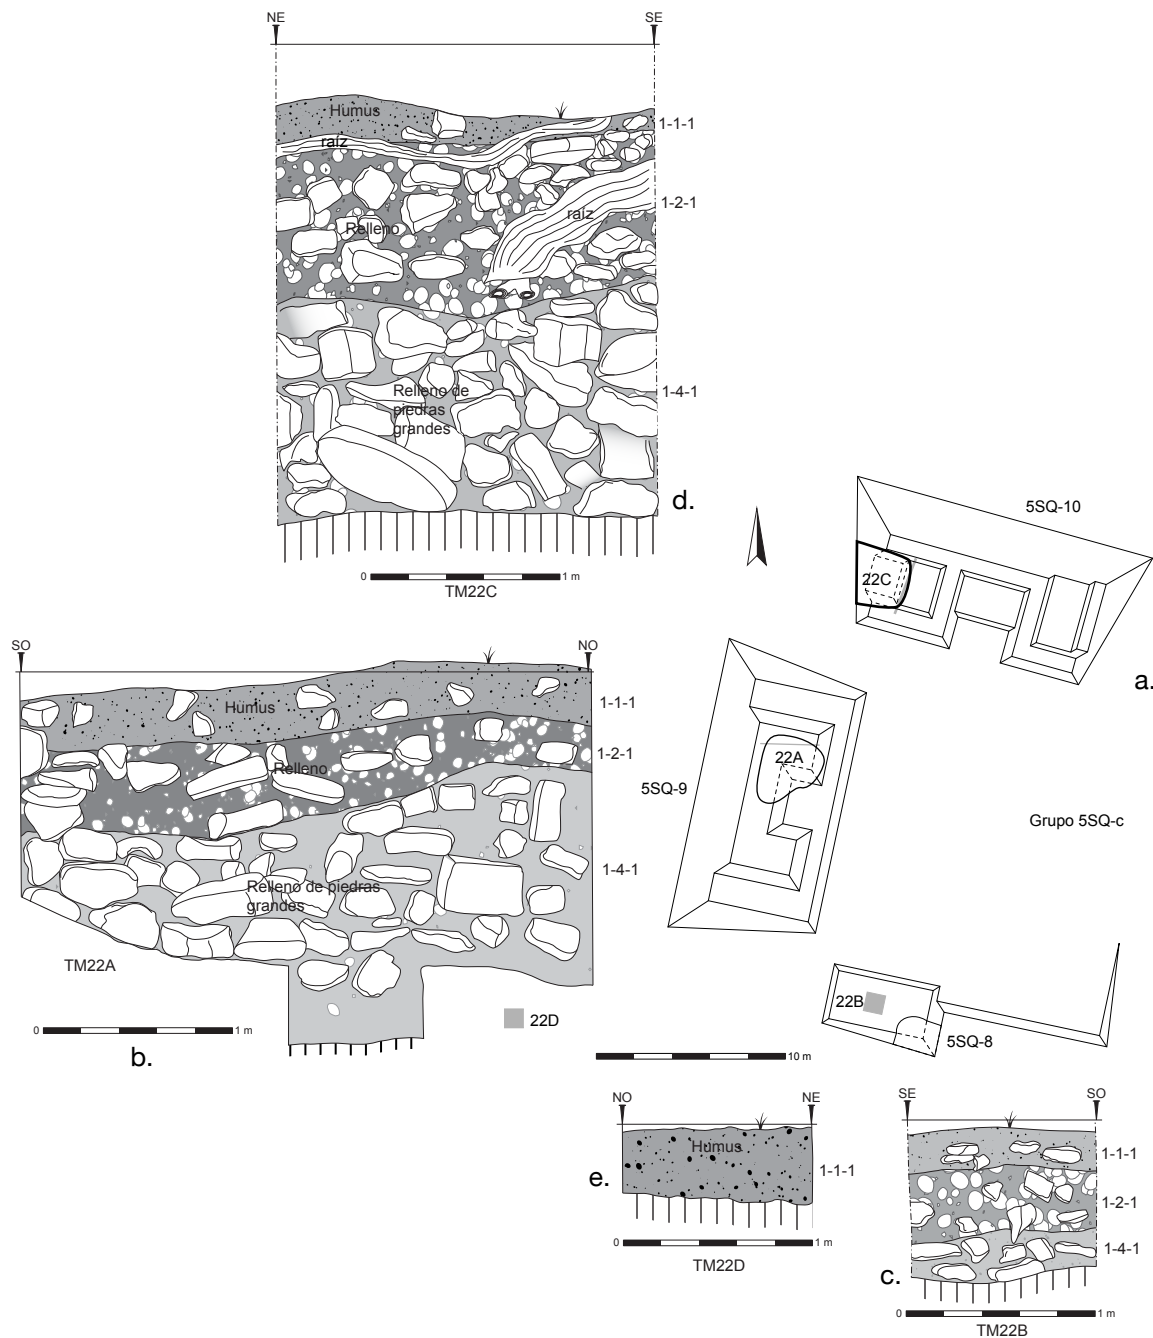 NE
SE
Humus
1-1-1
raíz
1-2-1
raíz
Relleno
Relleno de
piedras
grandes
1-4-1
d.
0
1 m
TM22C
5SQ-10
22C
a.
SO
NO
Humus
1-1-1
1-2-1
Relleno
1-4-1
Relleno de piedras
grandes
TM22A
0
1 m
b.
22D
22A
5SQ-9
Grupo 5SQ-c
22B
5SQ-8
10 m
NO
NE
Humus
1-1-1
e.
0
1 m
TM22D
SE
SO
1-1-1
1-2-1
1-4-1
c.
0
1 m
TM22B